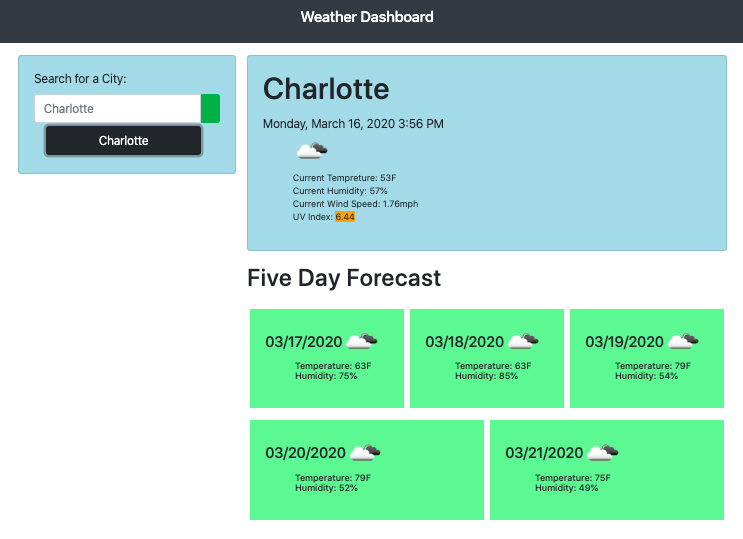 Weather Dashboard
Search for a City:
Charlotte
Charlotte
Charlotte
Monday, March 16, 2020 3:56 PM
Current Tempreture: 53F
Current Humidity: 57%
Current Wind Speed: 1.76mph
UV Index: 6.44
Five Day Forecast
03/17/2020
Temperature: 63F
Humidity: 75%
03/18/2020
Temperature: 63F
Humidity: 85%
03/19/2020
Temperature: 79F
Humidity: 54%
03/20/2020
Temperature: 79F
Humidity: 52%
03/21/2020
Temperature: 75F
Humidity: 49%